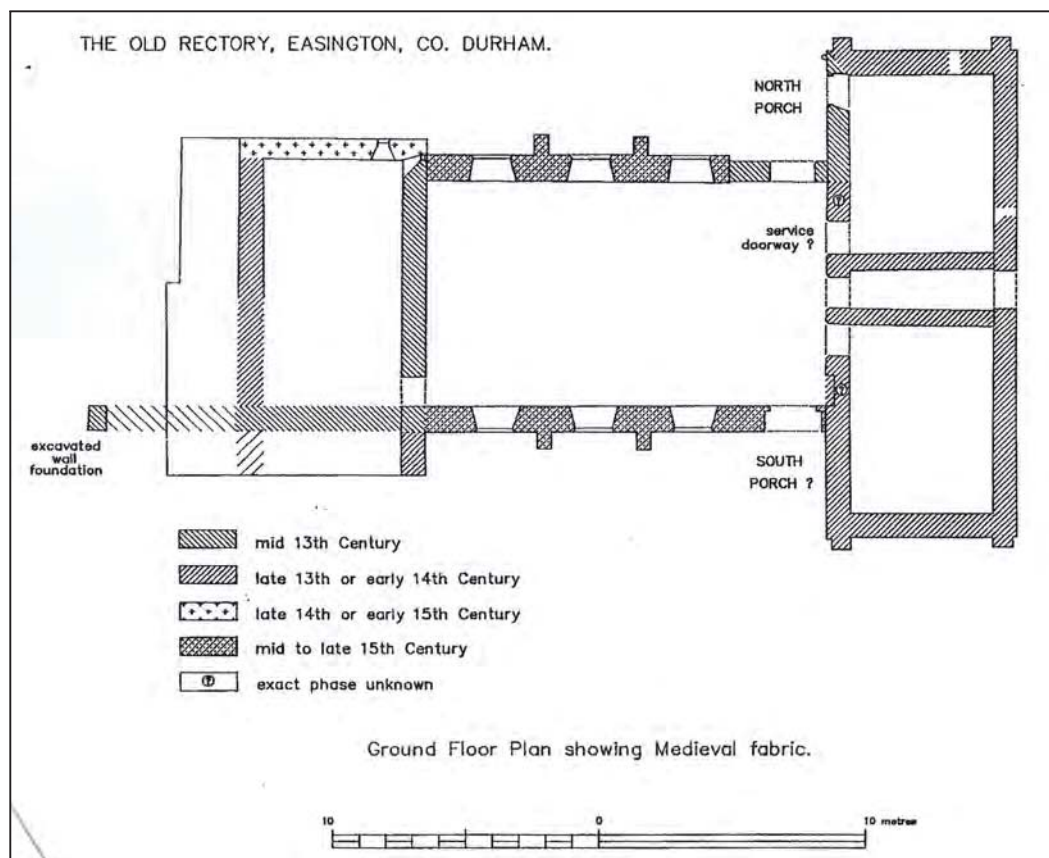 THE OLD RECTORY, EASINGTON, CO. DURHAM.
NORTH
PORCH
?
service
doorway ?
?
excavated
wall
foundation
SOUTH
PORCH ?
mid 13th Century
late 13th or early 14th Century
late 14th or early 15th Century
mid to late 15th Century
? exact phase unknown
Ground Floor Plan showing Medieval fabric.
10 0 10 metres